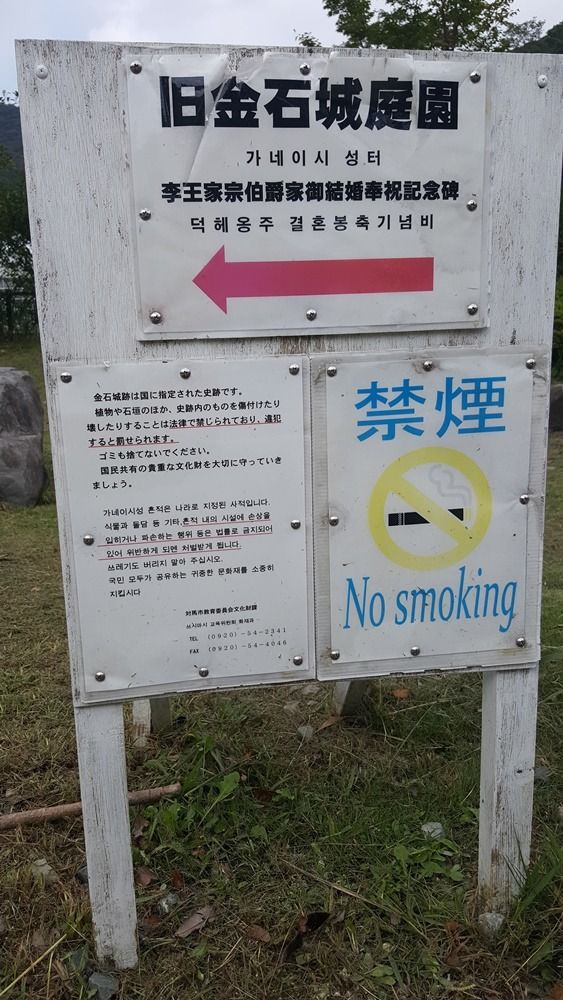 旧金石城庭園
가네이시 성터
李王家宗伯爵家御結婚奉祝記念碑
덕헤옹주 결혼봉축기념비
金石城跡は国に指定された史跡です。
植物や石垣のほか、史跡内のものを傷付けたり
壊したりすることは法律で禁じられており、違犯
すると罰せられます。
ゴミも捨てないでください。
国民共有の貴重な文化財を大切に守っていき
ましょう。
가네이시성 흔적은 나라로 지정된 사적입니다.
식물과 돌담 등 기타,흔적 내의 시설에 손상을
입히거나 파손하는 행위 등은 법률로 금지되어
있어 위반하게 되면 처벌받게 됩니다.
쓰레기도 버리지 말아 주십시오.
국민 모두가 공유하는 귀중한 문화재를 소중히
지킵시다
対馬市教育委員会文化財課
쓰시마시 교육위원회 화재과
TEL (0920)-54-2341
FAX (0920)-54-4046
禁煙
No smoking